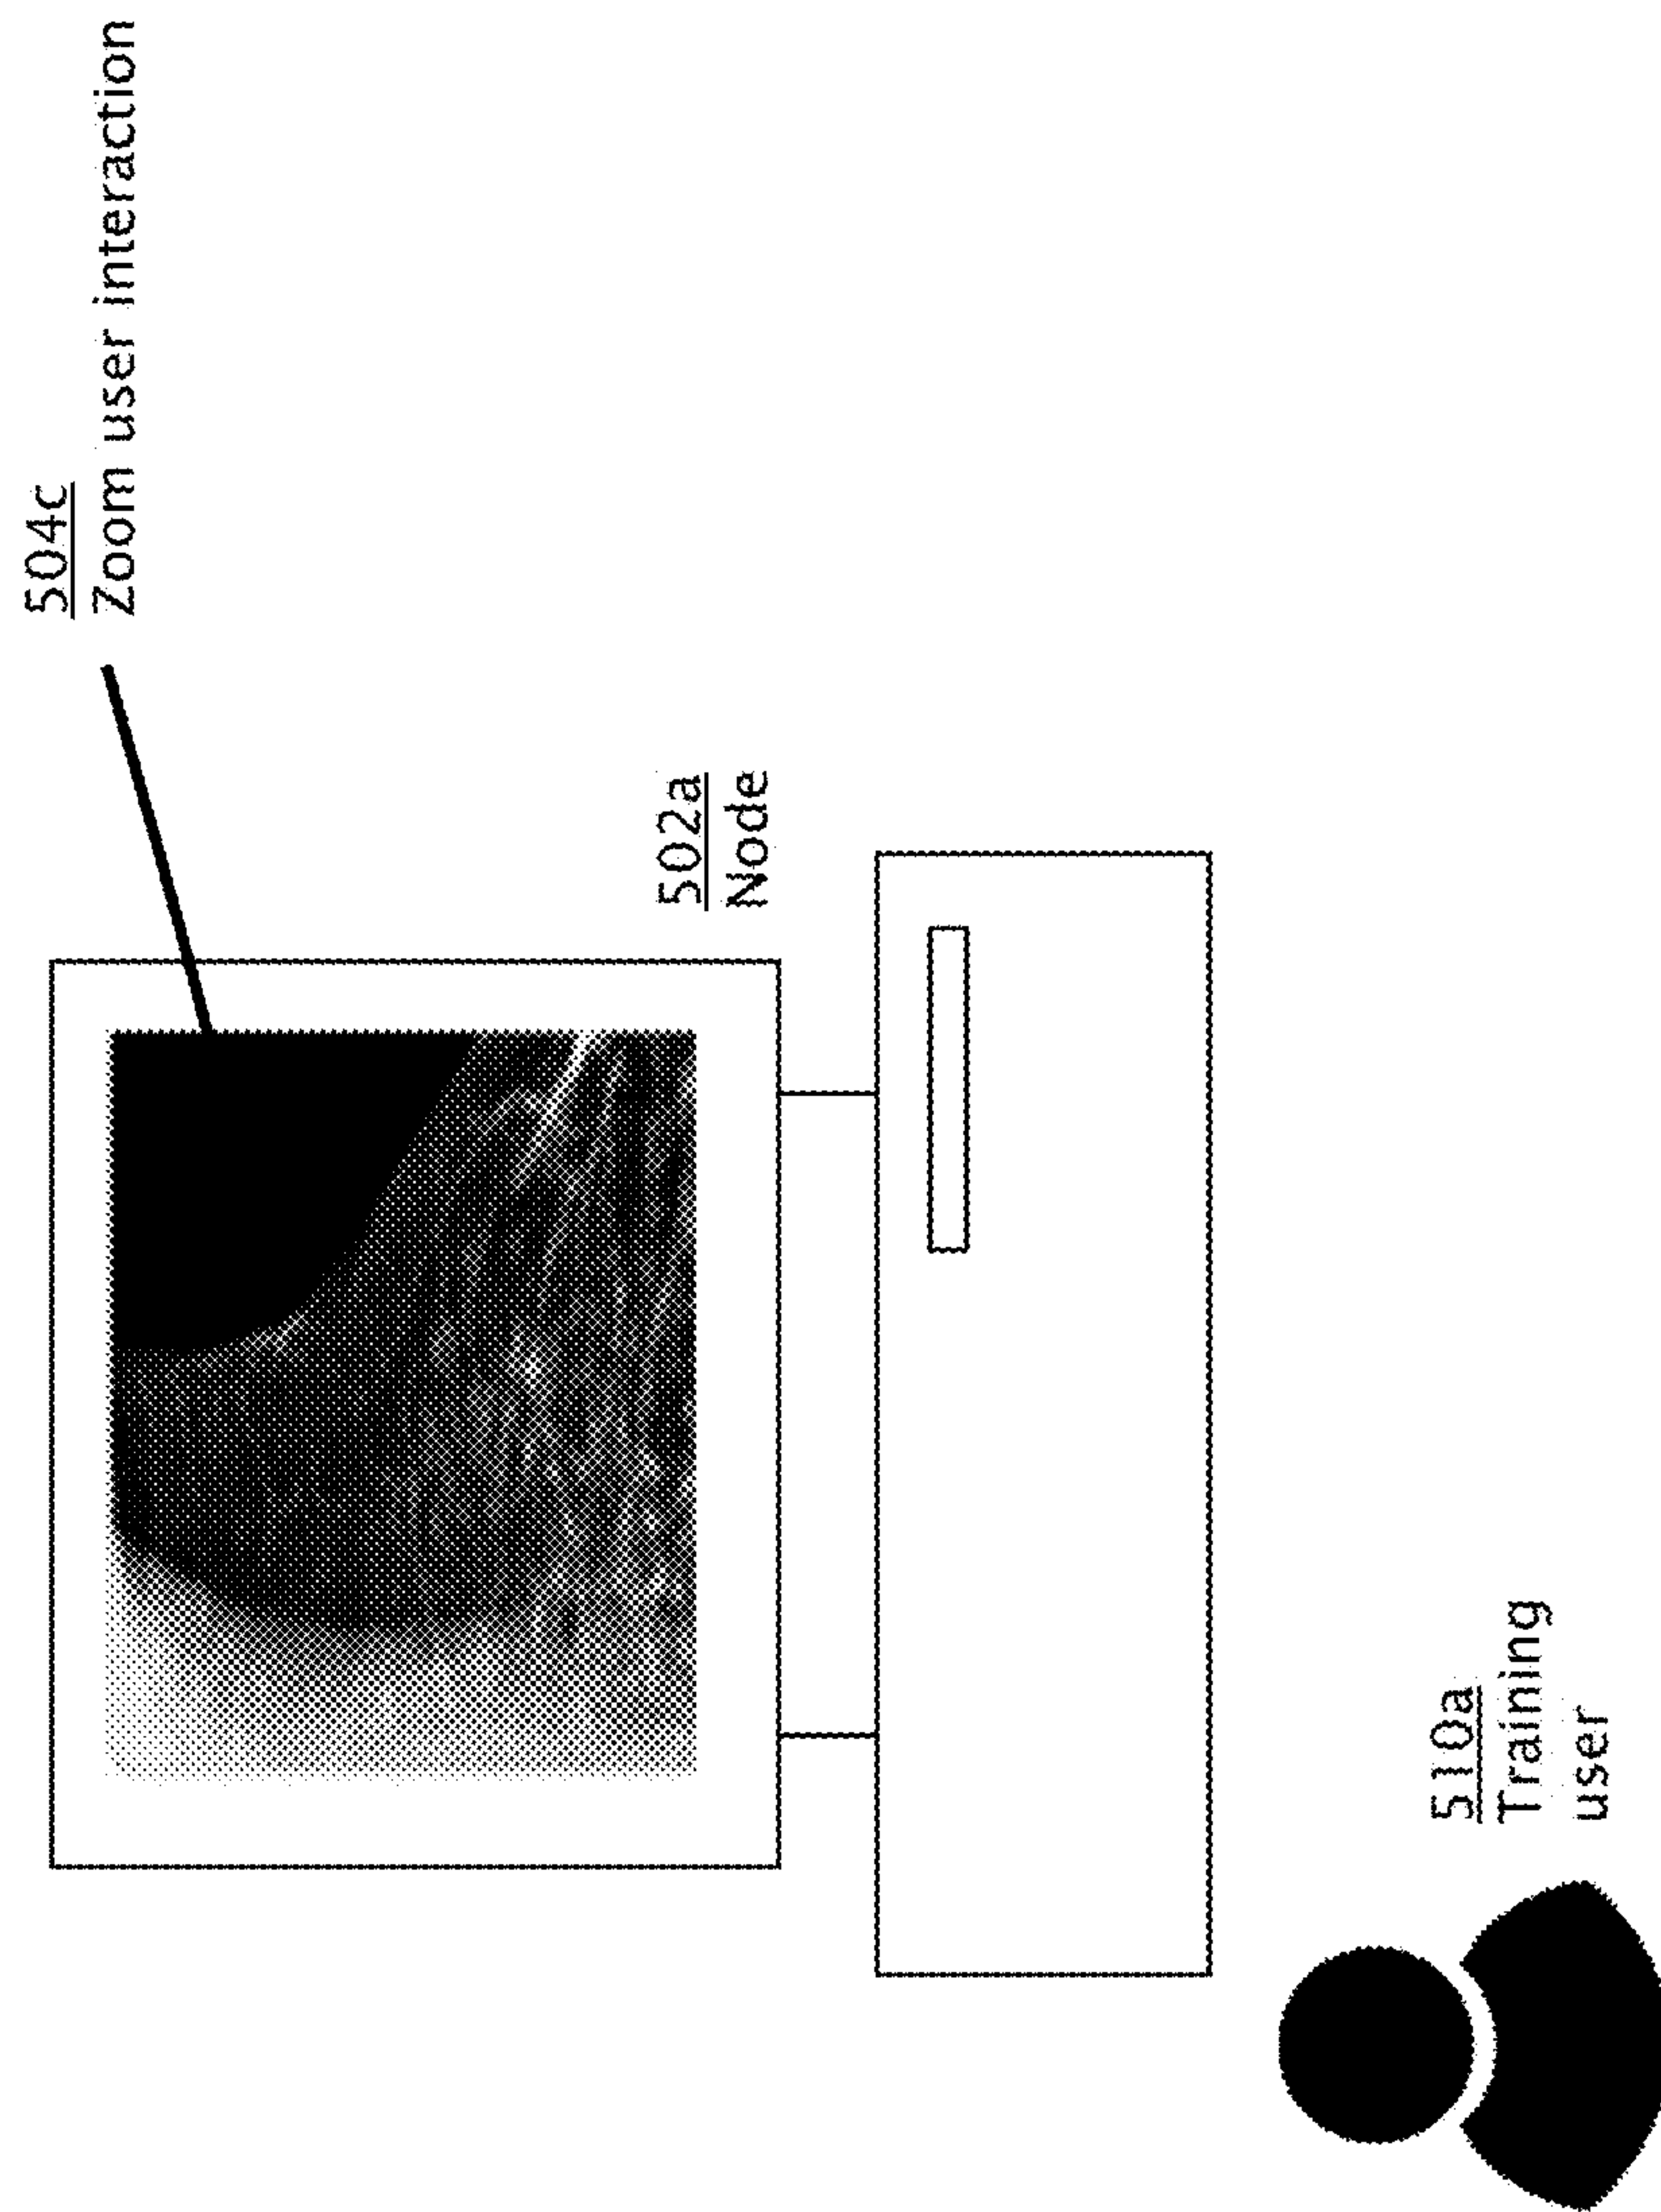 504c
Zoom user interaction
502a
Node
510a
Training
user